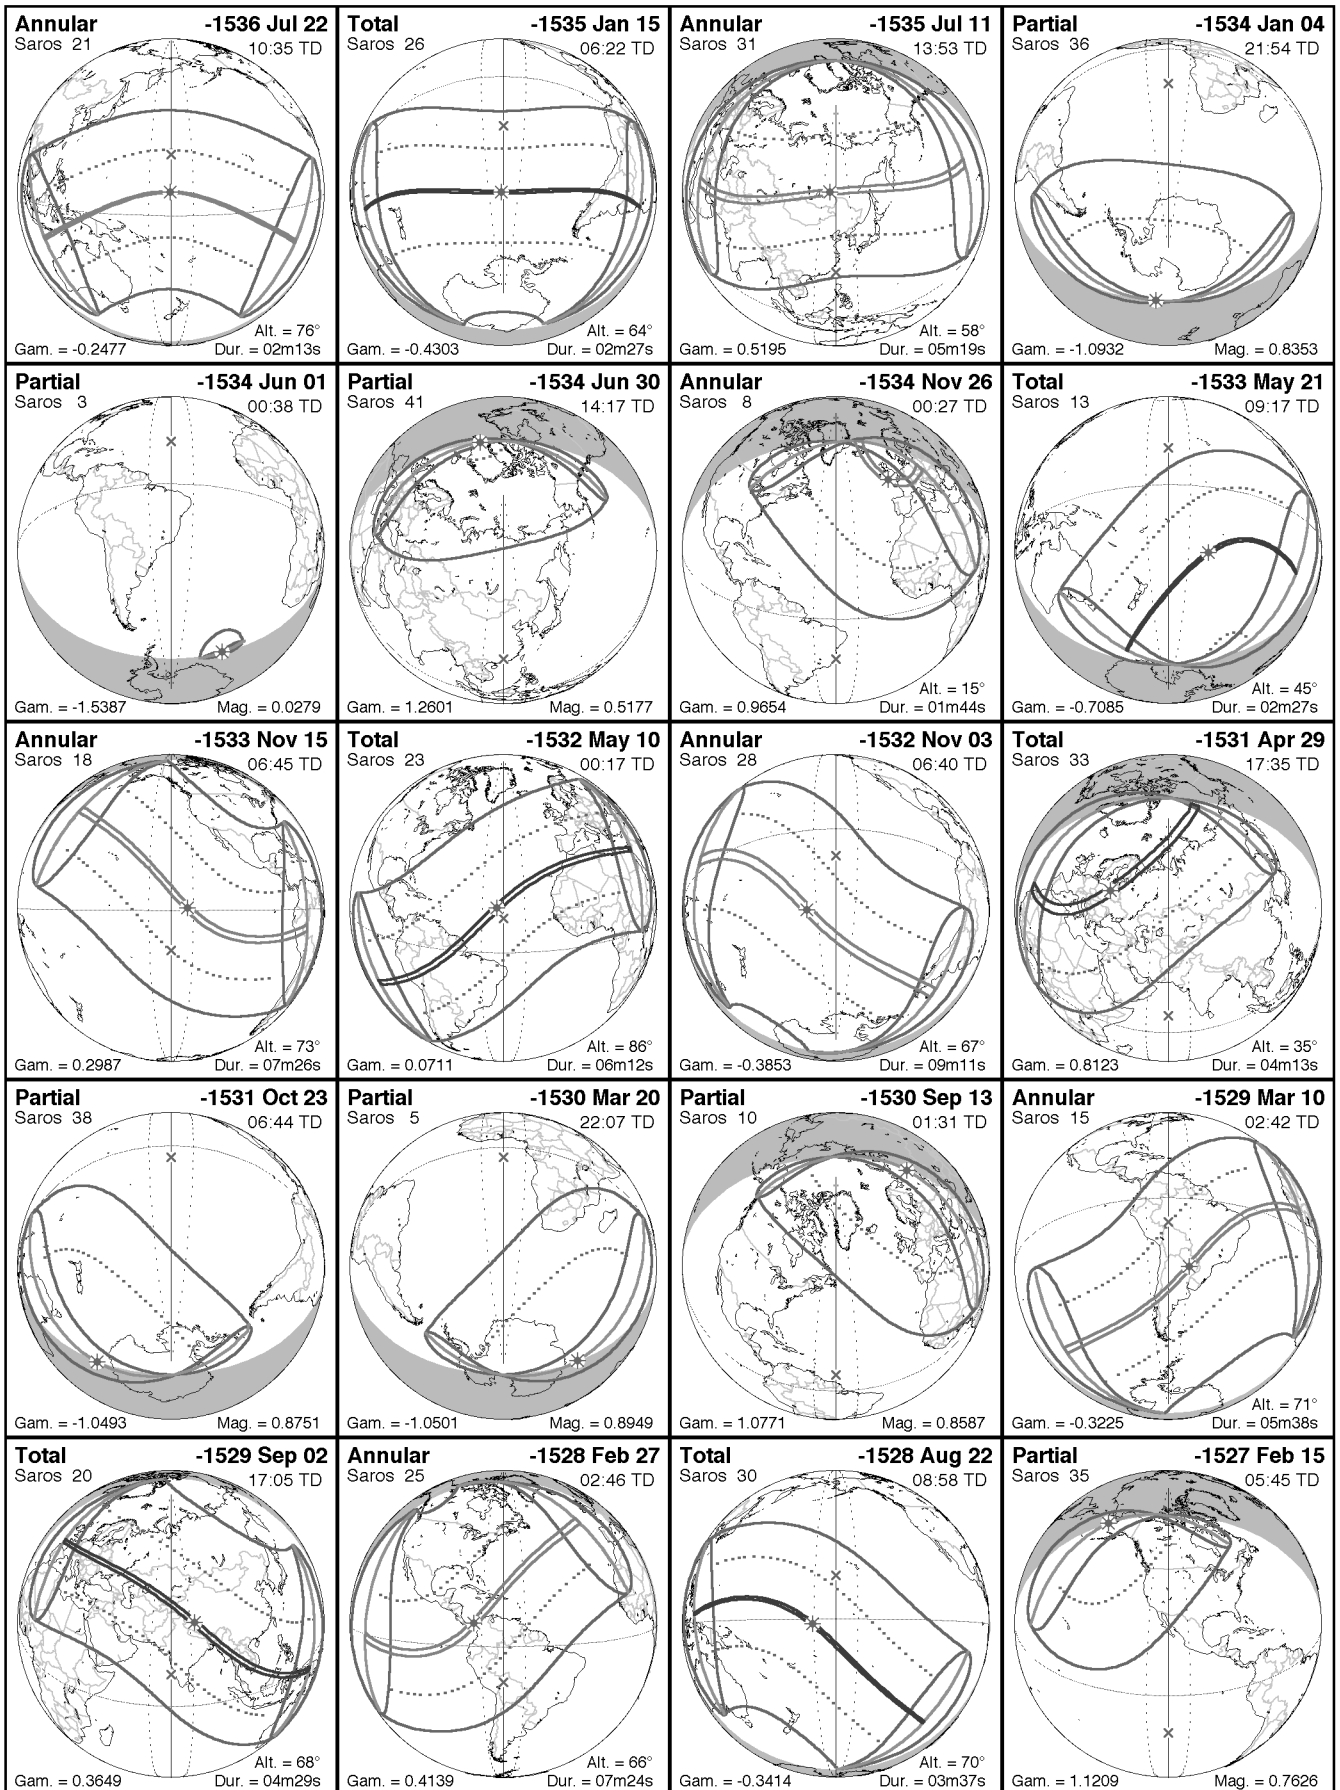 Annular -1536 Jul 22
Saros 21 10:35 TD
Alt. = 76°
Gam. = -0.2477 Dur. = 02m13s
Total -1535 Jan 15
Saros 26 06:22 TD
Alt. = 64°
Gam. = -0.4303 Dur. = 02m27s
Annular -1535 Jul 11
Saros 31 13:53 TD
Alt. = 58°
Gam. = 0.5195 Dur. = 05m19s
Partial -1534 Jan 04
Saros 36 21:54 TD
Gam. = -1.0932 Mag. = 0.8353
Partial -1534 Jun 01
Saros 3 00:38 TD
Gam. = -1.5387 Mag. = 0.0279
Partial -1534 Jun 30
Saros 41 14:17 TD
Gam. = 1.2601 Mag. = 0.5177
Annular -1534 Nov 26
Saros 8 00:27 TD
Alt. = 15°
Gam. = 0.9654 Dur. = 01m44s
Total -1533 May 21
Saros 13 09:17 TD
Alt. = 45°
Gam. = -0.7085 Dur. = 02m27s
Annular -1533 Nov 15
Saros 18 06:45 TD
Alt. = 73°
Gam. = 0.2987 Dur. = 07m26s
Total -1532 May 10
Saros 23 00:17 TD
Alt. = 86°
Gam. = 0.0711 Dur. = 06m12s
Annular -1532 Nov 03
Saros 28 06:40 TD
Alt. = 67°
Gam. = -0.3853 Dur. = 09m11s
Total -1531 Apr 29
Saros 33 17:35 TD
Alt. = 35°
Gam. = 0.8123 Dur. = 04m13s
Partial -1531 Oct 23
Saros 38 06:44 TD
Gam. = -1.0493 Mag. = 0.8751
Partial -1530 Mar 20
Saros 5 22:07 TD
Gam. = -1.0501 Mag. = 0.8949
Partial -1530 Sep 13
Saros 10 01:31 TD
Gam. = 1.0771 Mag. = 0.8587
Annular -1529 Mar 10
Saros 15 02:42 TD
Alt. = 71°
Gam. = -0.3225 Dur. = 05m38s
Total -1529 Sep 02
Saros 20 17:05 TD
Alt. = 68°
Gam. = 0.3649 Dur. = 04m29s
Annular -1528 Feb 27
Saros 25 02:46 TD
Alt. = 66°
Gam. = 0.4139 Dur. = 07m24s
Total -1528 Aug 22
Saros 30 08:58 TD
Alt. = 70°
Gam. = -0.3414 Dur. = 03m37s
Partial -1527 Feb 15
Saros 35 05:45 TD
Gam. = 1.1209 Mag. = 0.7626